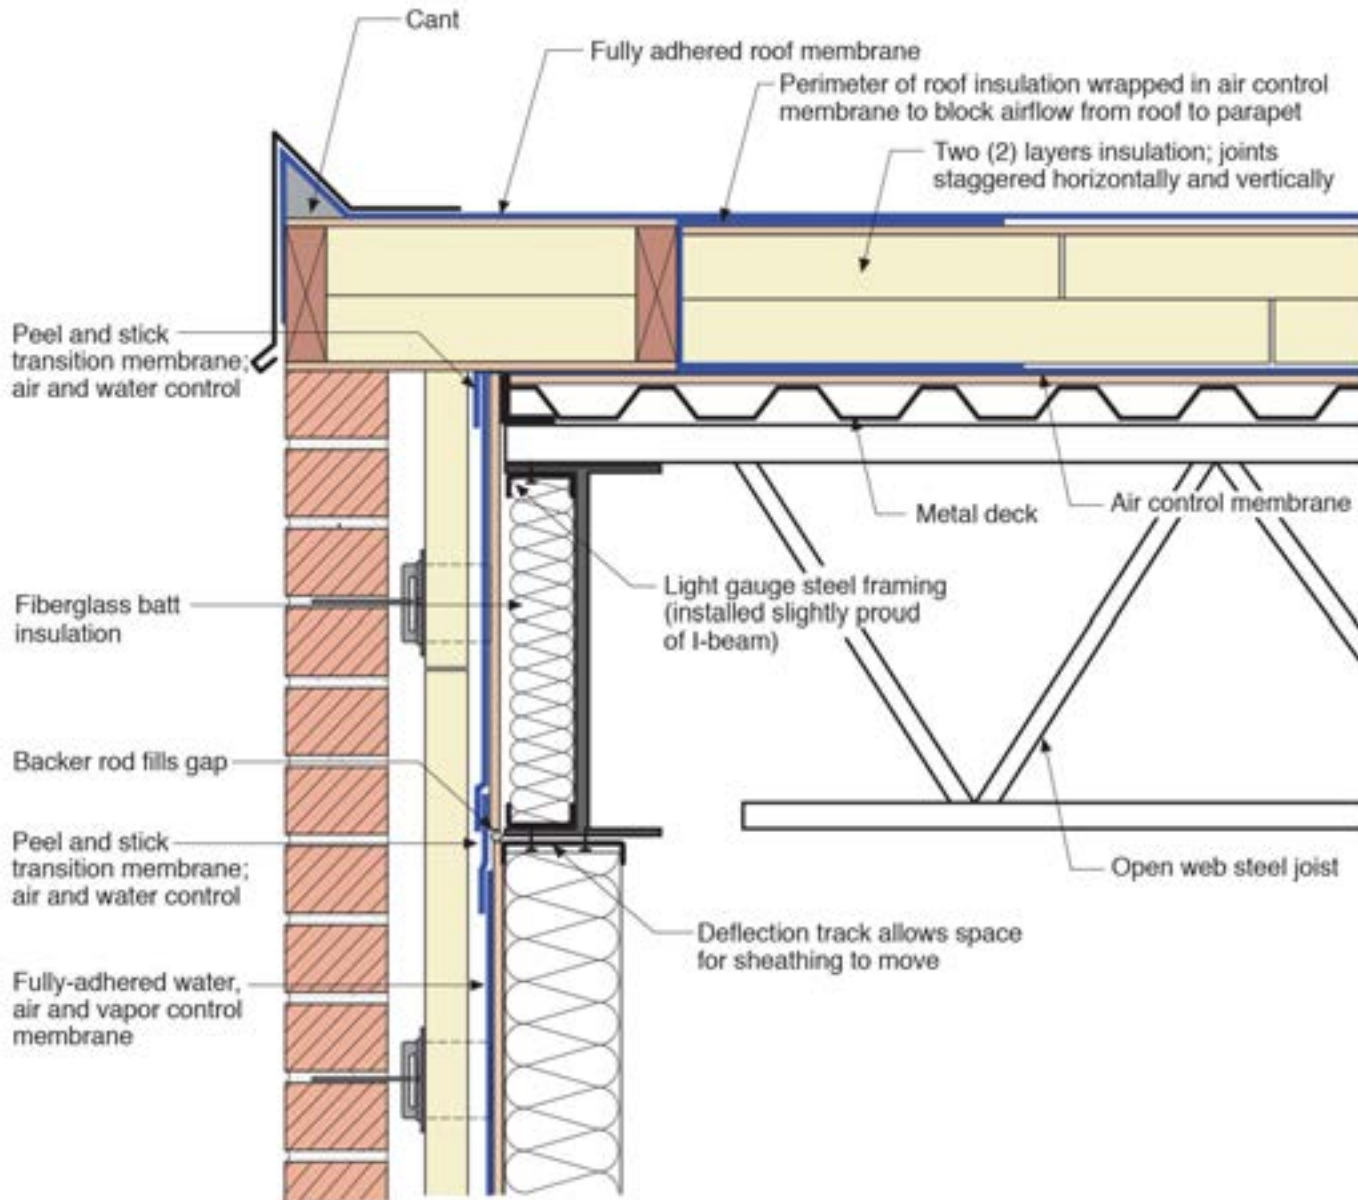 Cant
Fully adhered roof membrane
Perimeter of roof insulation wrapped in air control
membrane to block airflow from roof to parapet
Two (2) layers insulation; joints
staggered horizontally and vertically
Peel and stick
transition membrane;
air and water control
Metal deck
Air control membrane
Light gauge steel framing
(installed slightly proud
of I-beam)
Fiberglass batt
insulation
Backer rod fills gap
Peel and stick
transition membrane;
air and water control
Open web steel joist
Deflection track allows space
for sheathing to move
Fully-adhered water,
air and vapor control
membrane